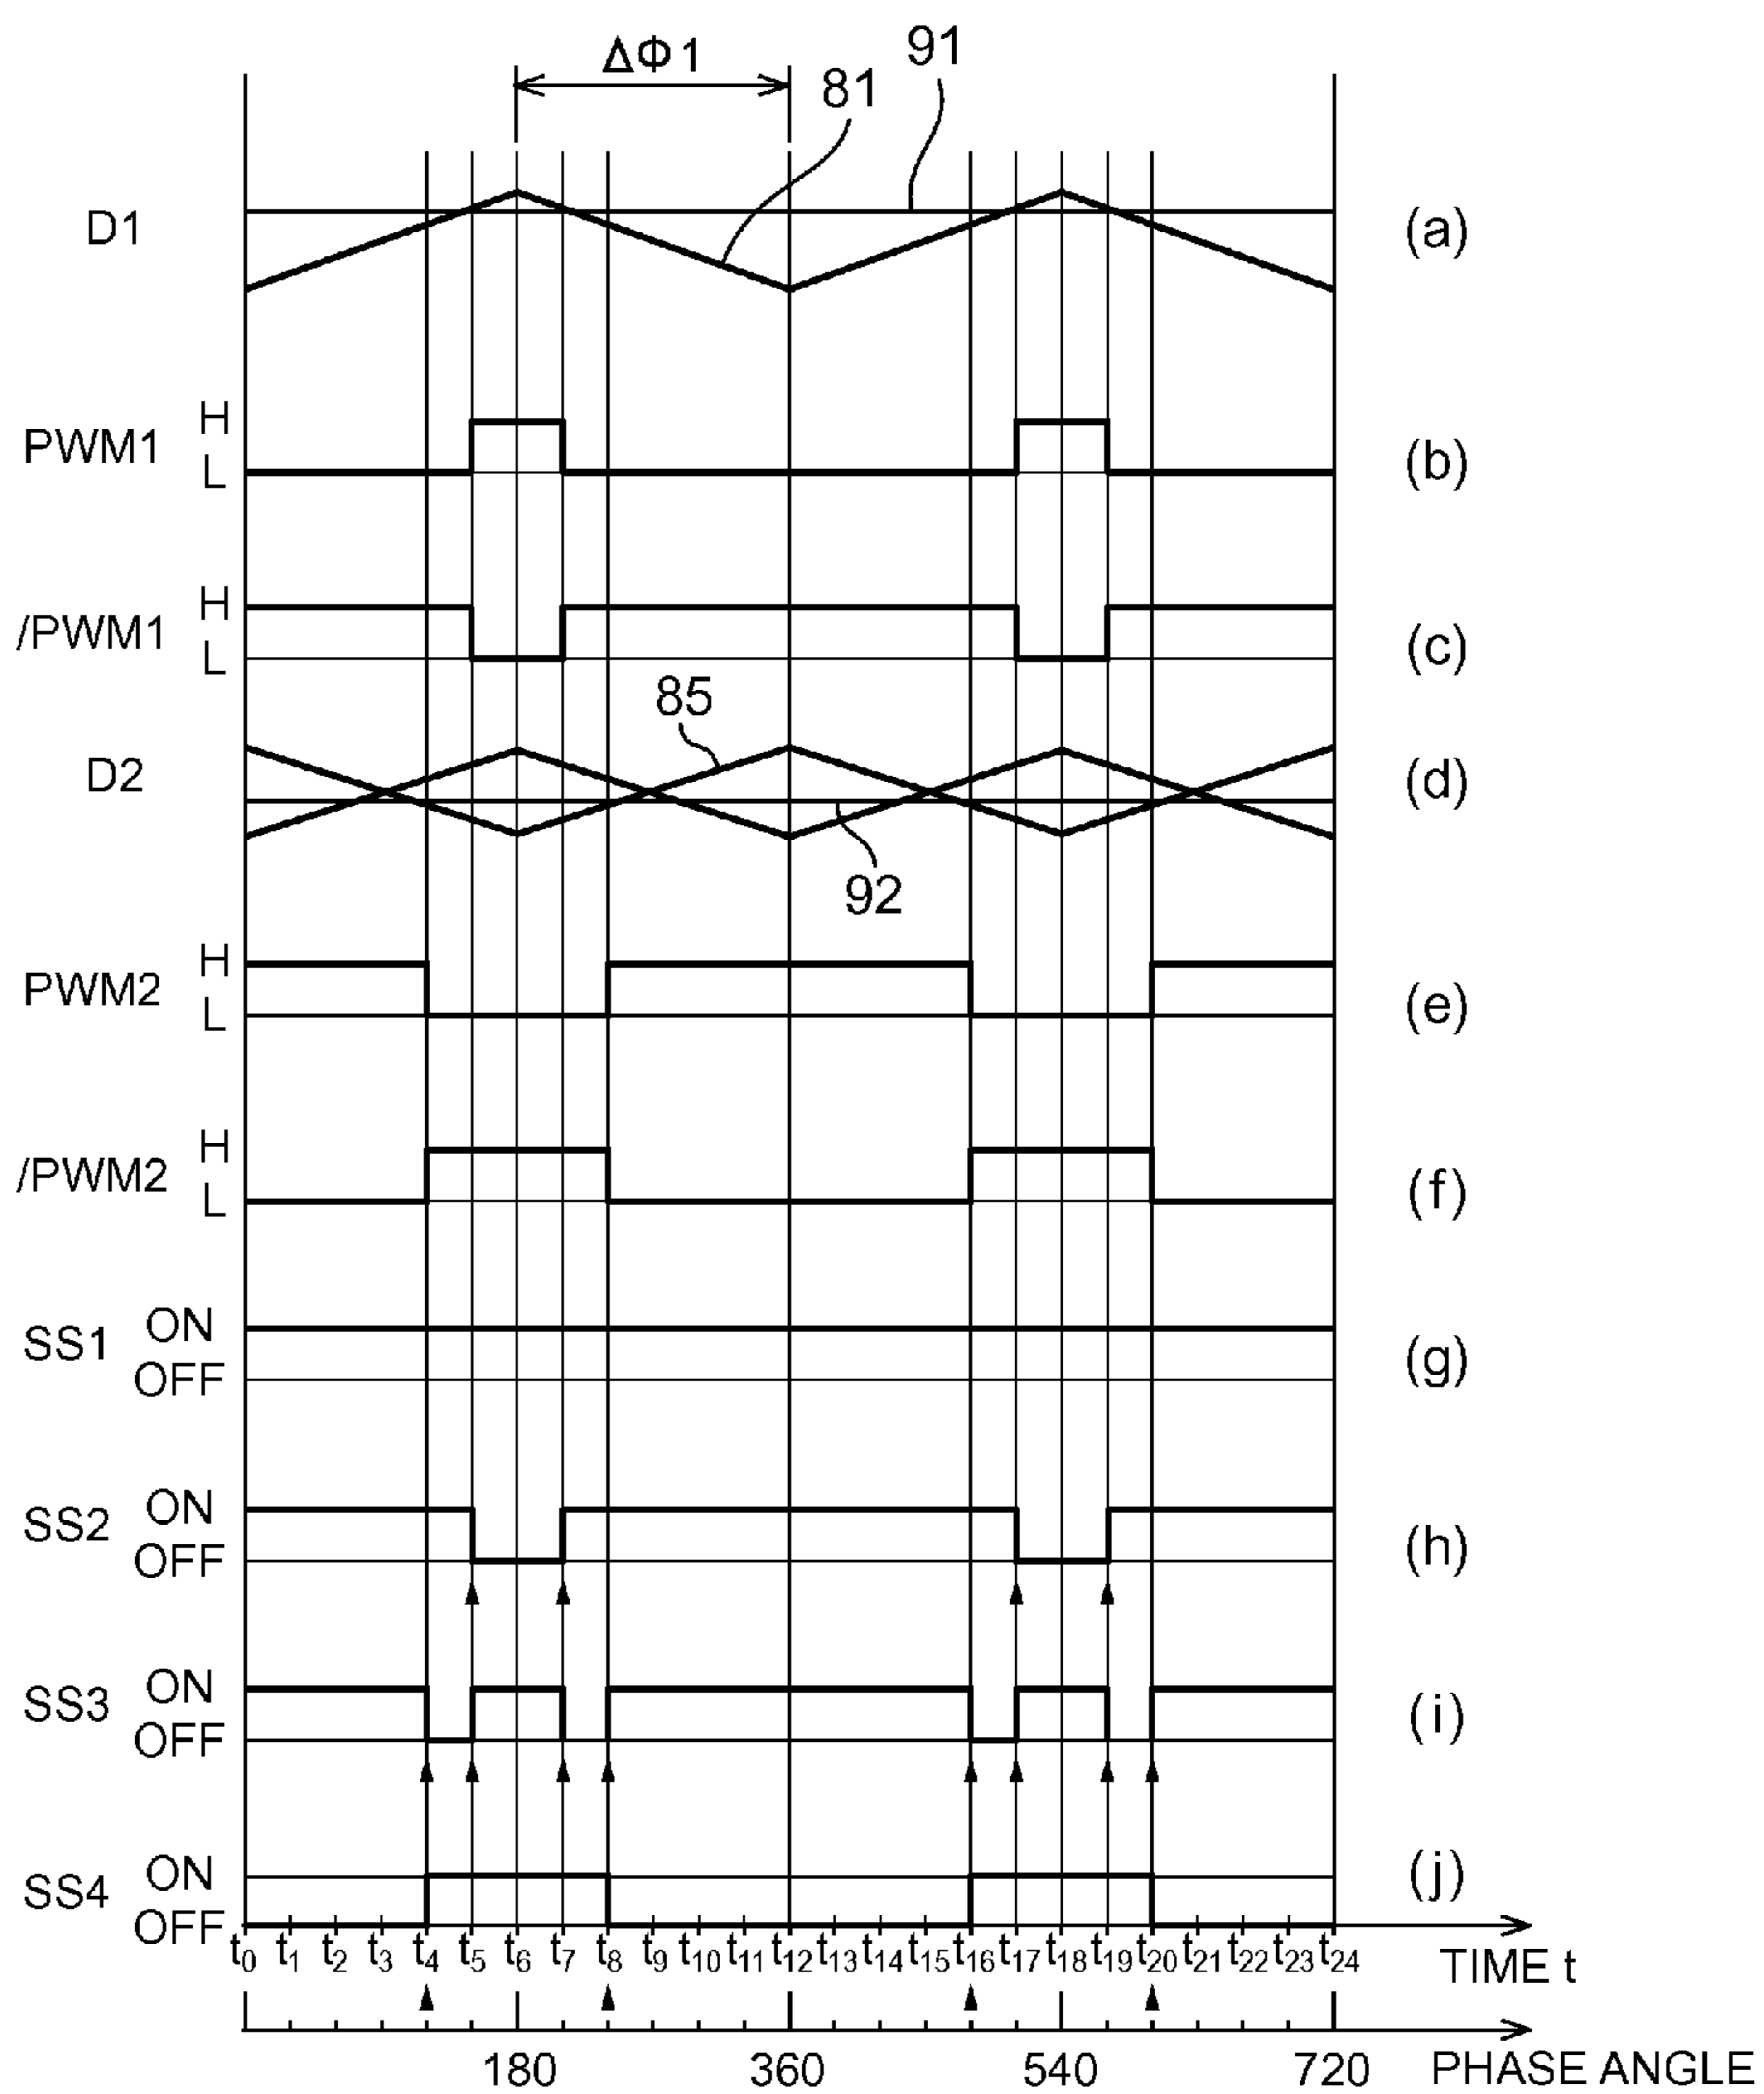 ΔΦ1
91
81
D1
(a)
PWM1
H
L
(b)
/PWM1
H
L
(c)
85
D2
(d)
92
PWM2
H
L
(e)
/PWM2
H
L
(f)
SS1
ON
OFF
(g)
SS2
ON
OFF
(h)
SS3
ON
OFF
(i)
SS4
ON
OFF
(j)
t0 t1 t2 t3 t4 t5 t6 t7 t8 t9 t10 t11 t12 t13 t14 t15 t16 t17 t18 t19 t20 t21 t22 t23 t24
TIME t
180 360 540 720 PHASE ANGLE